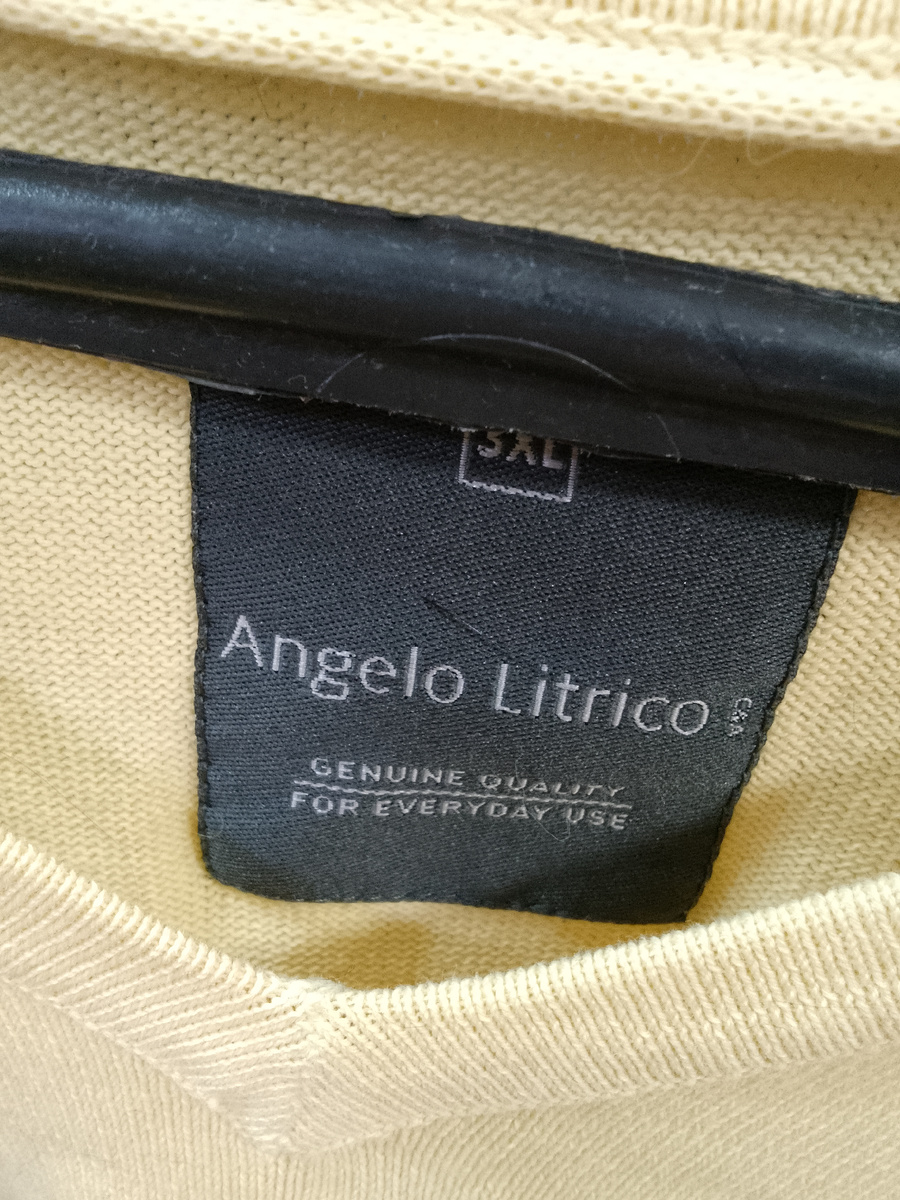 3XL
Angelo Litrico C&A
GENUINE QUALITY
FOR EVERYDAY USE